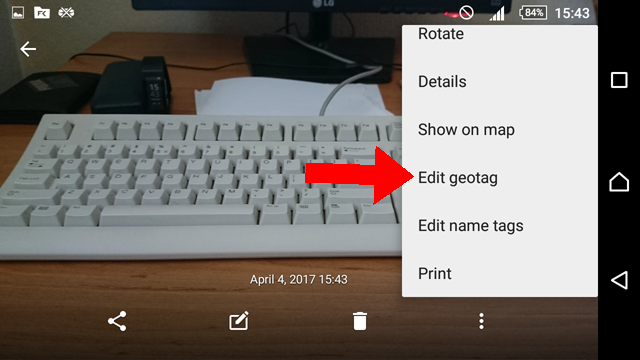 LG
84%
15:43
Rotate
Details
Show on map
Edit geotag
Edit name tags
Print
April 4, 2017 15:43